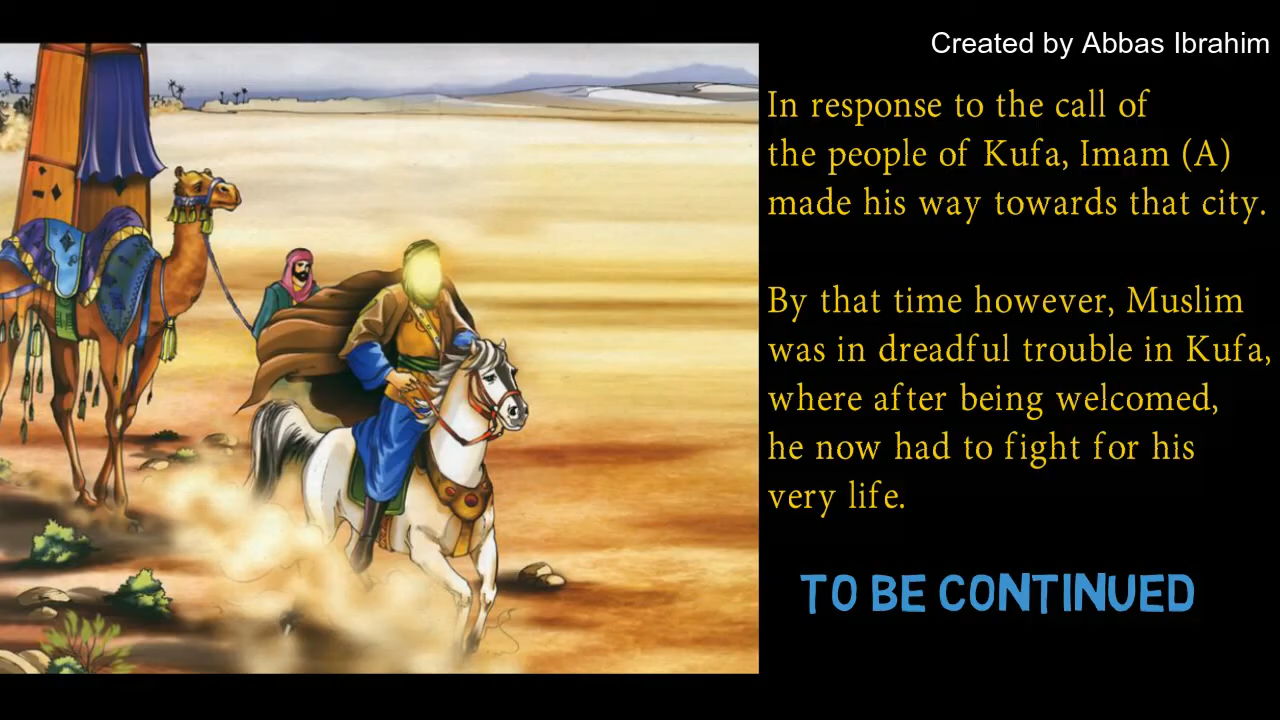 Created by Abbas Ibrahim
In response to the call of
the people of Kufa, Imam (A)
made his way towards that city.
By that time however, Muslim
was in dreadful trouble in Kufa,
where after being welcomed,
he now had to fight for his
very life.
TO BE CONTINUED